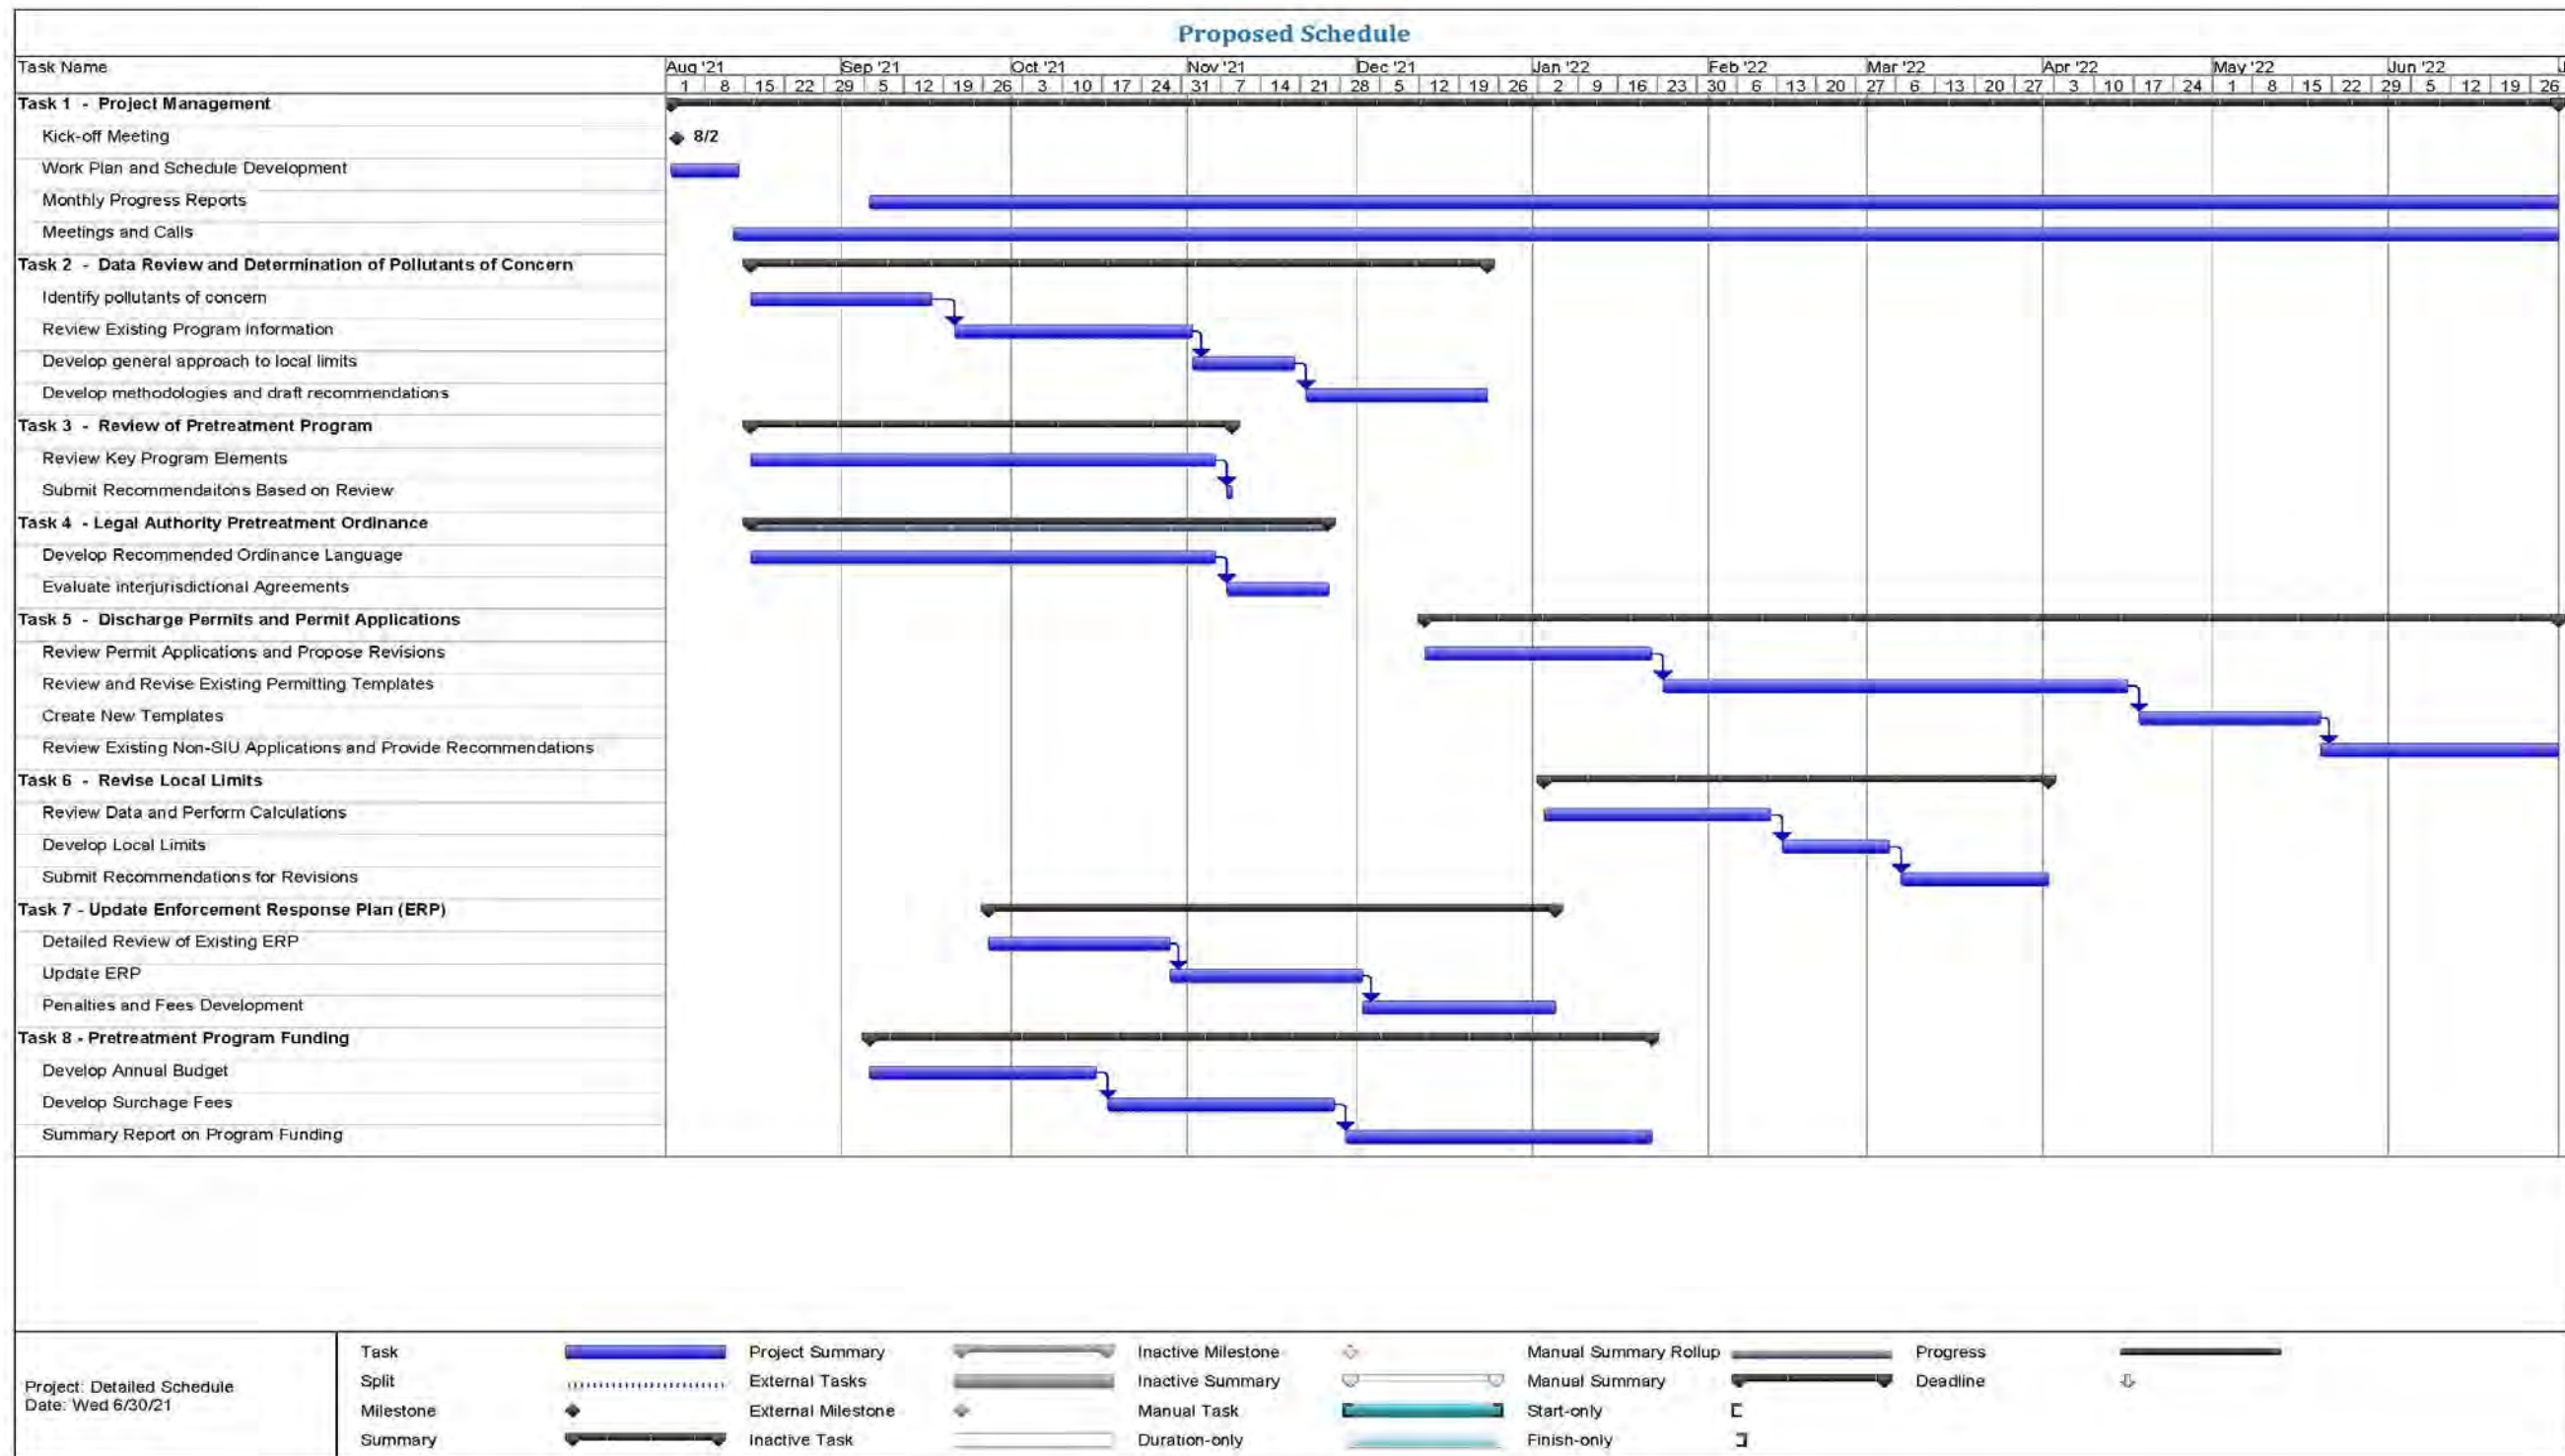 Proposed Schedule
Task Name
Aug '21 Sep '21 Oct '21 Nov '21 Dec '21 Jan '22 Feb '22 Mar '22 Apr '22 May '22 Jun '22 J
1 8 15 22 29 5 12 19 26 3 10 17 24 31 7 14 21 28 5 12 19 26 2 9 16 23 30 6 13 20 27 6 13 20 27 3 10 17 24 1 8 15 22 29 5 12 19 26
Task 1 - Project Management
Kick-off Meeting 8/2
Work Plan and Schedule Development
Monthly Progress Reports
Meetings and Calls
Task 2 - Data Review and Determination of Pollutants of Concern
Identify pollutants of concern
Review Existing Program Information
Develop general approach to local limits
Develop methodologies and draft recommendations
Task 3 - Review of Pretreatment Program
Review Key Program Elements
Submit Recommendaitons Based on Review
Task 4 - Legal Authority Pretreatment Ordinance
Develop Recommended Ordinance Language
Evaluate interjurisdictional Agreements
Task 5 - Discharge Permits and Permit Applications
Review Permit Applications and Propose Revisions
Review and Revise Existing Permitting Templates
Create New Templates
Review Existing Non-SIU Applications and Provide Recommendations
Task 6 - Revise Local Limits
Review Data and Perform Calculations
Develop Local Limits
Submit Recommendations for Revisions
Task 7 - Update Enforcement Response Plan (ERP)
Detailed Review of Existing ERP
Update ERP
Penalties and Fees Development
Task 8 - Pretreatment Program Funding
Develop Annual Budget
Develop Surchage Fees
Summary Report on Program Funding
Project: Detailed Schedule
Date: Wed 6/30/21
Task Project Summary Inactive Milestone Manual Summary Rollup Progress
Split External Tasks Inactive Summary Manual Summary Deadline
Milestone External Milestone Manual Task Start-only
Summary Inactive Task Duration-only Finish-only